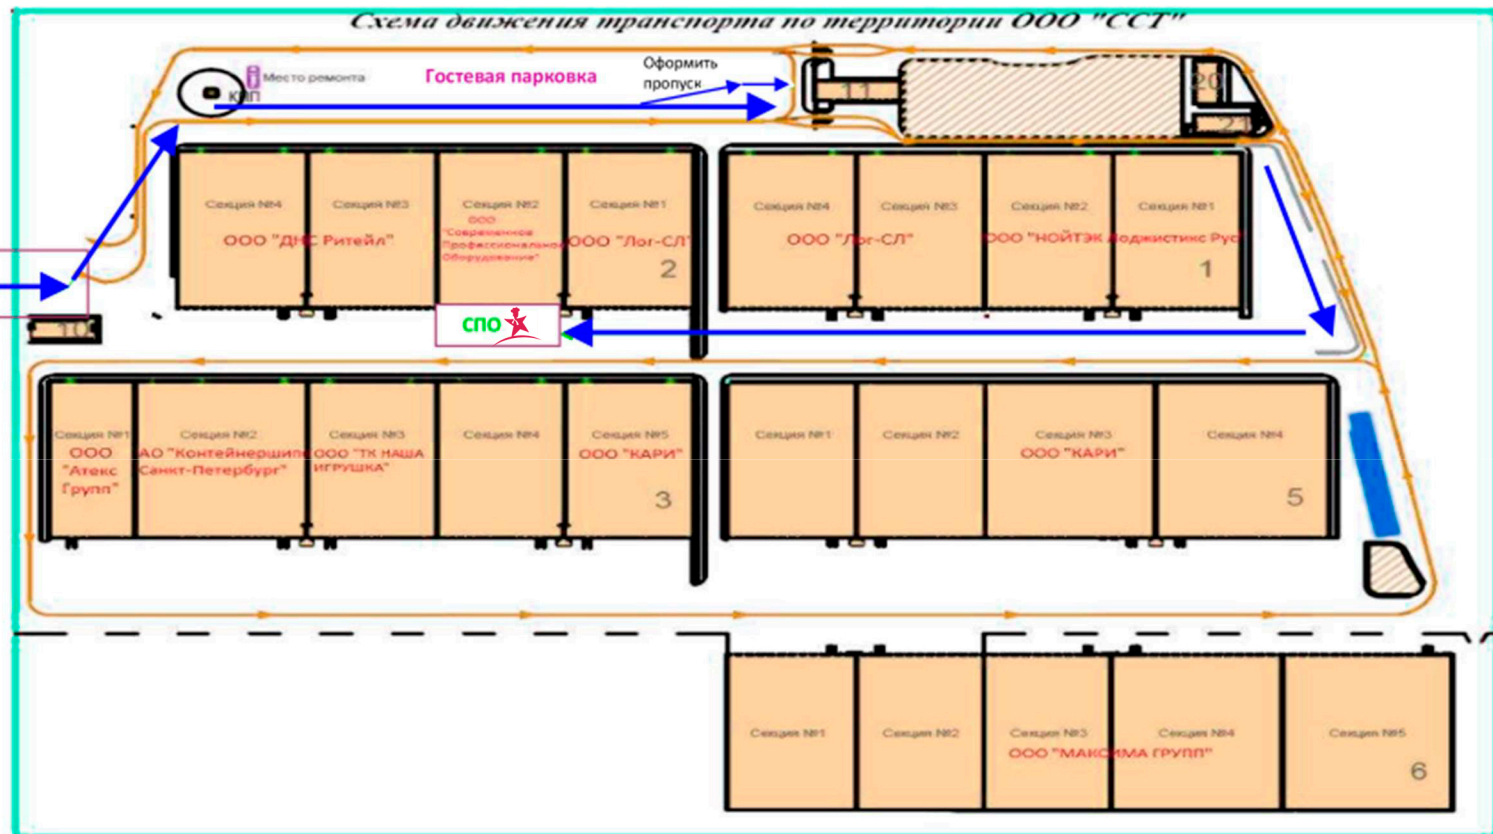 Схема движения транспорта по территории ООО "ССТ"
Место ремонта
КПП
Гостевая парковка
Оформить
пропуск
11
20
21
Секция №4
Секция №3
Секция №2
Секция №1
ООО "ДНС Ритейл"
ООО
"Современное
Профессиональное
Оборудование"
ООО "Лог-СЛ"
2
Секция №4
Секция №3
Секция №2
Секция №1
ООО "Лог-СЛ"
ООО "НОЙТЭК Лоджистикс Рус"
1
10
СПО
Секция №1
Секция №2
Секция №3
Секция №4
Секция №5
ООО
"Атекс
Групп"
АО "Контейнершипс
Санкт-Петербург"
ООО "ТК НАША
ИГРУШКА"
ООО "КАРИ"
3
Секция №1
Секция №2
Секция №3
Секция №4
ООО "КАРИ"
5
Секция №1
Секция №2
Секция №3
Секция №4
Секция №5
ООО "МАКСИМА ГРУПП"
6